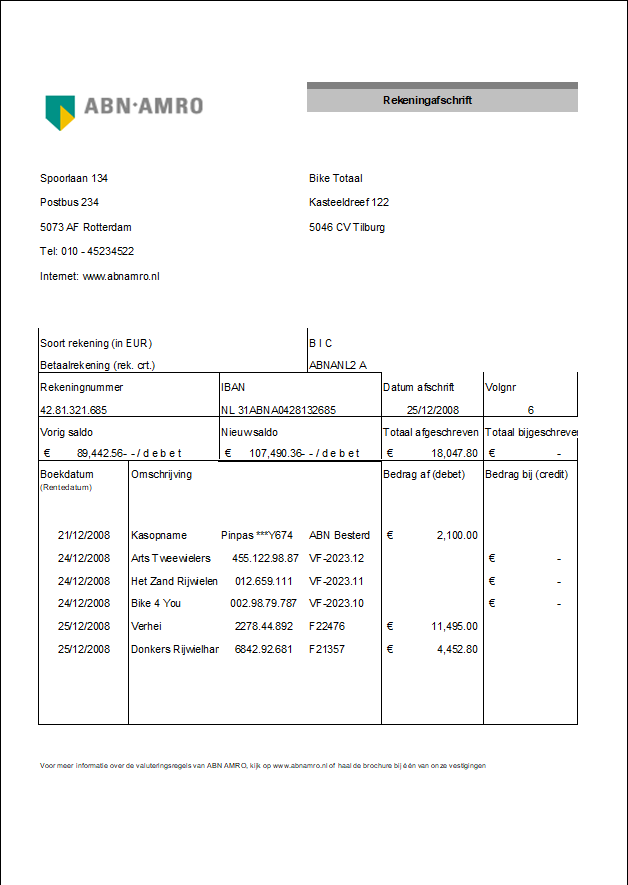 ABN·AMRO
Rekeningafschrift
Spoorlaan 134 Bike Totaal
Postbus 234 Kasteeldreef 122
5073 AF Rotterdam 5046 CV Tilburg
Tel: 010 - 45234522
Internet: www.abnamro.nl
Soort rekening (in EUR) B I C
Betaalrekening (rek. crt.) ABNANL2 A
Rekeningnummer IBAN Datum afschrift Volgnr
42.81.321.685 NL 31ABNA0428132685 25/12/2008 6
Vorig saldo Nieuw saldo Totaal afgeschreven Totaal bijgeschreven
€ 89,442.56- - / d e b e t € 107,490.36- - / d e b e t € 18,047.80 € -
Boekdatum Omschrijving Bedrag af (debet) Bedrag bij (credit)
(Rentedatum)
21/12/2008 Kasopname Pinpas ***Y674 ABN Besterd € 2,100.00
24/12/2008 Arts Tweewielers 455.122.98.87 VF-2023.12 € -
24/12/2008 Het Zand Rijwielen 012.659.111 VF-2023.11 € -
24/12/2008 Bike 4 You 002.98.79.787 VF-2023.10 € -
25/12/2008 Verhei 2278.44.892 F22476 € 11,495.00
25/12/2008 Donkers Rijwielhar 6842.92.681 F21357 € 4,452.80
Voor meer informatie over de valuteringsregels van ABN AMRO, kijk op www.abnamro.nl of haal de brochure bij één van onze vestigingen